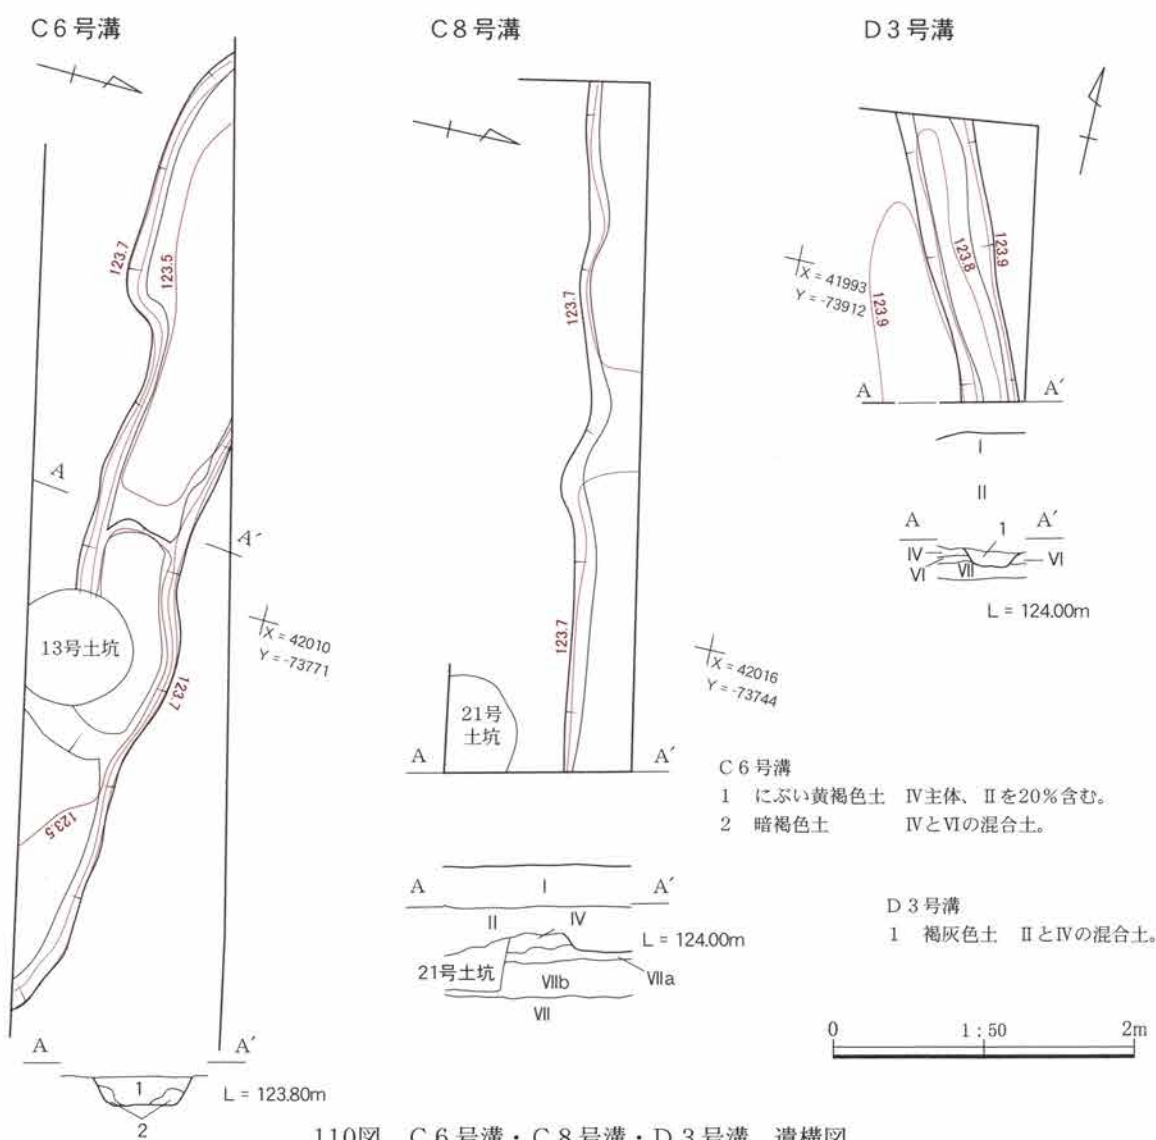 C6号溝
123.7
123.5
A
A´
13号土坑
X = 42010
Y = -73771
123.7
123.5
A
A´
1
L = 123.80m
2
C8号溝
123.7
123.7
X = 42016
Y = -73744
21号
土坑
A
A´
A
I
A´
II
IV
L = 124.00m
21号土坑
VIIb
VIIa
VII
D3号溝
X = 41993
Y = -73912
123.9
123.8
123.9
A
A´
I
II
A
1
A´
IV
VI
VII
VI
L = 124.00m
C6号溝
1 にぶい黄褐色土 IV主体、IIを20%含む。
2 暗褐色土 IVとVIの混合土。
D3号溝
1 褐灰色土 IIとIVの混合土。
0
1:50
2m
110図 C6号溝・C8号溝・D3号溝 遺構図